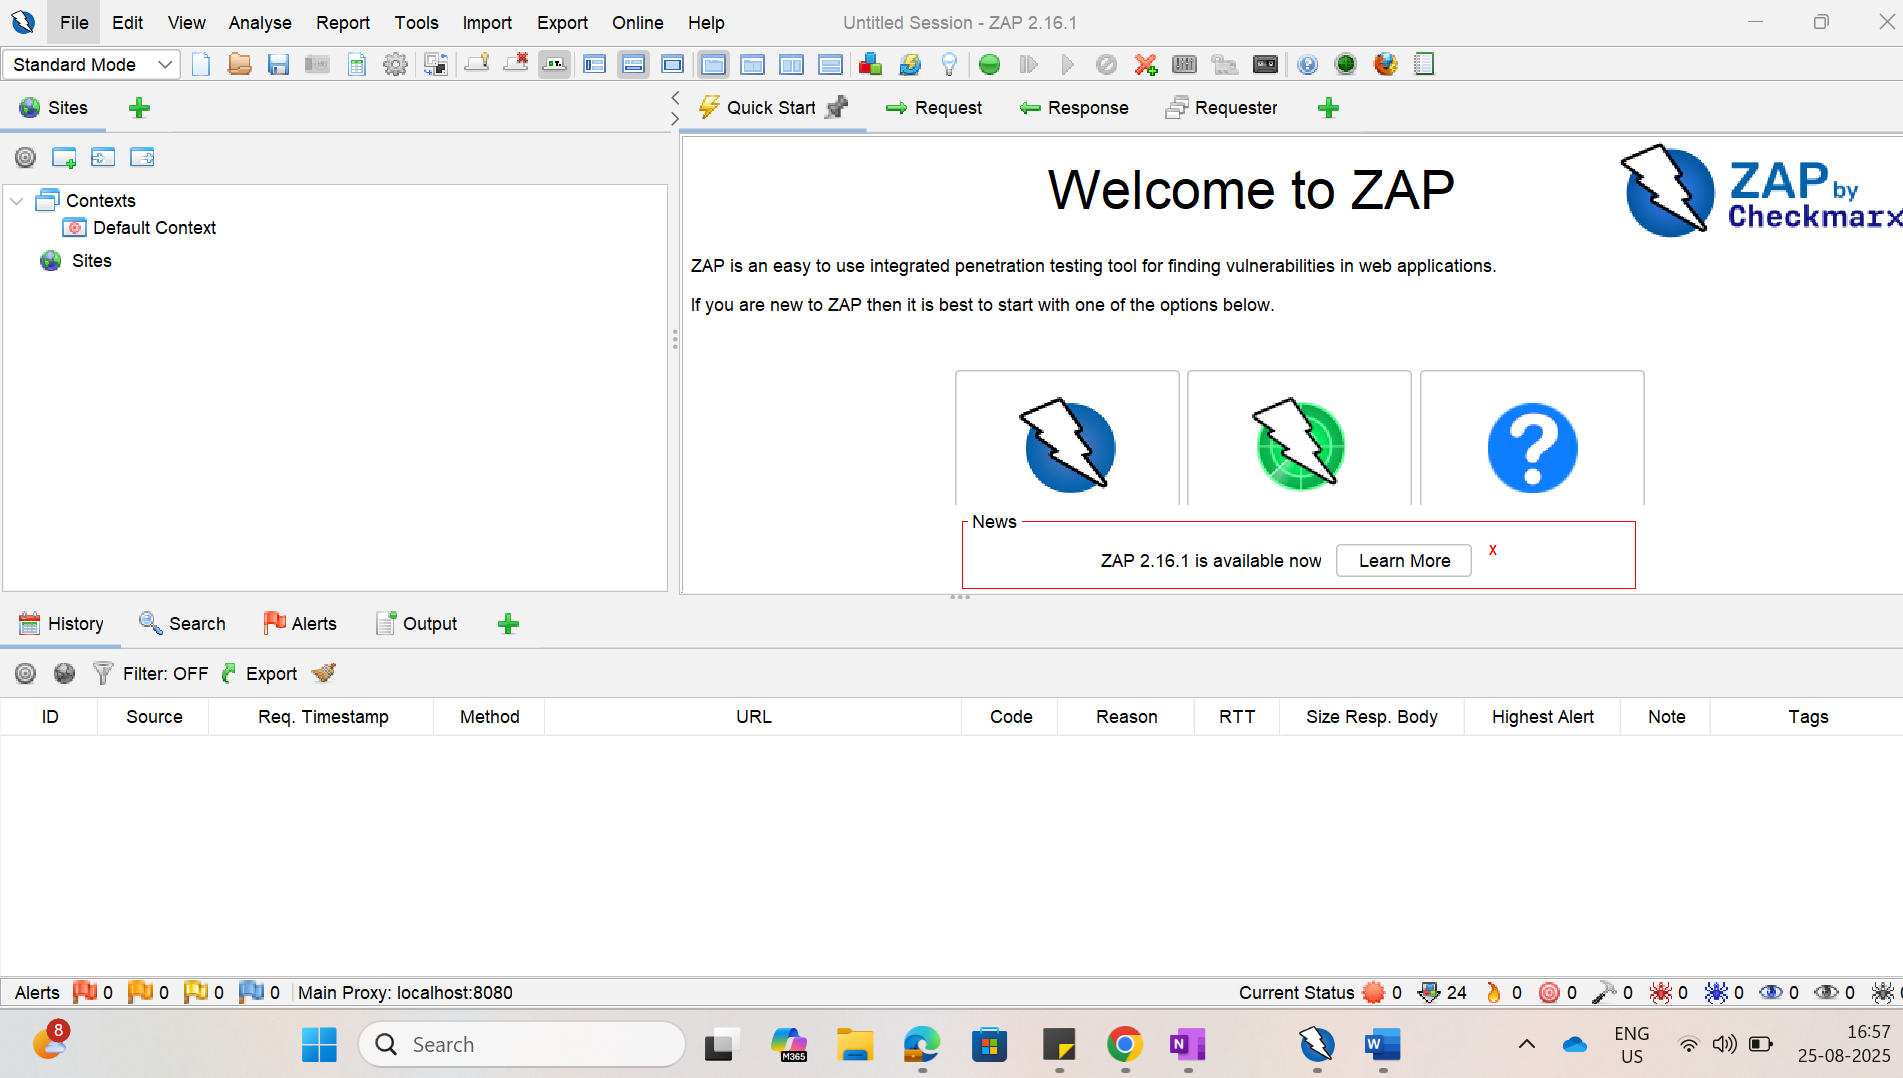 File Edit View Analyse Report Tools Import Export Online Help Untitled Session - ZAP 2.16.1
Standard Mode
Sites
Quick Start Request Response Requester
Contexts
Default Context
Sites
Welcome to ZAP
ZAP by
Checkmarx
ZAP is an easy to use integrated penetration testing tool for finding vulnerabilities in web applications.
If you are new to ZAP then it is best to start with one of the options below.
News
ZAP 2.16.1 is available now Learn More X
History Search Alerts Output
Filter: OFF Export
ID Source Req. Timestamp Method URL Code Reason RTT Size Resp. Body Highest Alert Note Tags
Alerts 0 0 0 0 Main Proxy: localhost:8080 Current Status 0 24 0 0 0 0 0 0 0
8 Search M365 N W ENG 16:57
US 25-08-2025